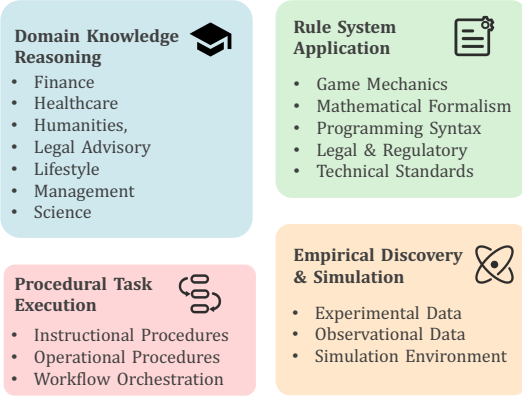 Domain Knowledge
Reasoning
• Finance
• Healthcare
• Humanities,
• Legal Advisory
• Lifestyle
• Management
• Science
Rule System
Application
• Game Mechanics
• Mathematical Formalism
• Programming Syntax
• Legal & Regulatory
• Technical Standards
Procedural Task
Execution
• Instructional Procedures
• Operational Procedures
• Workflow Orchestration
Empirical Discovery
& Simulation
• Experimental Data
• Observational Data
• Simulation Environment